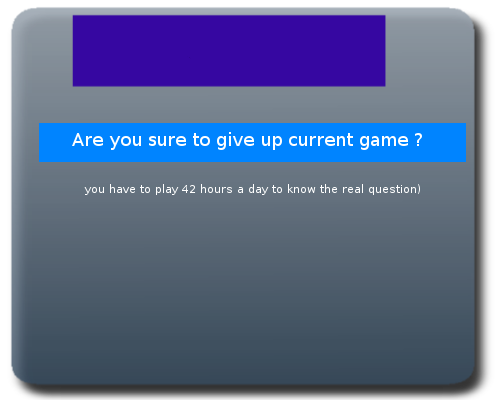 Are you sure to give up current game ?
you have to play 42 hours a day to know the real question)